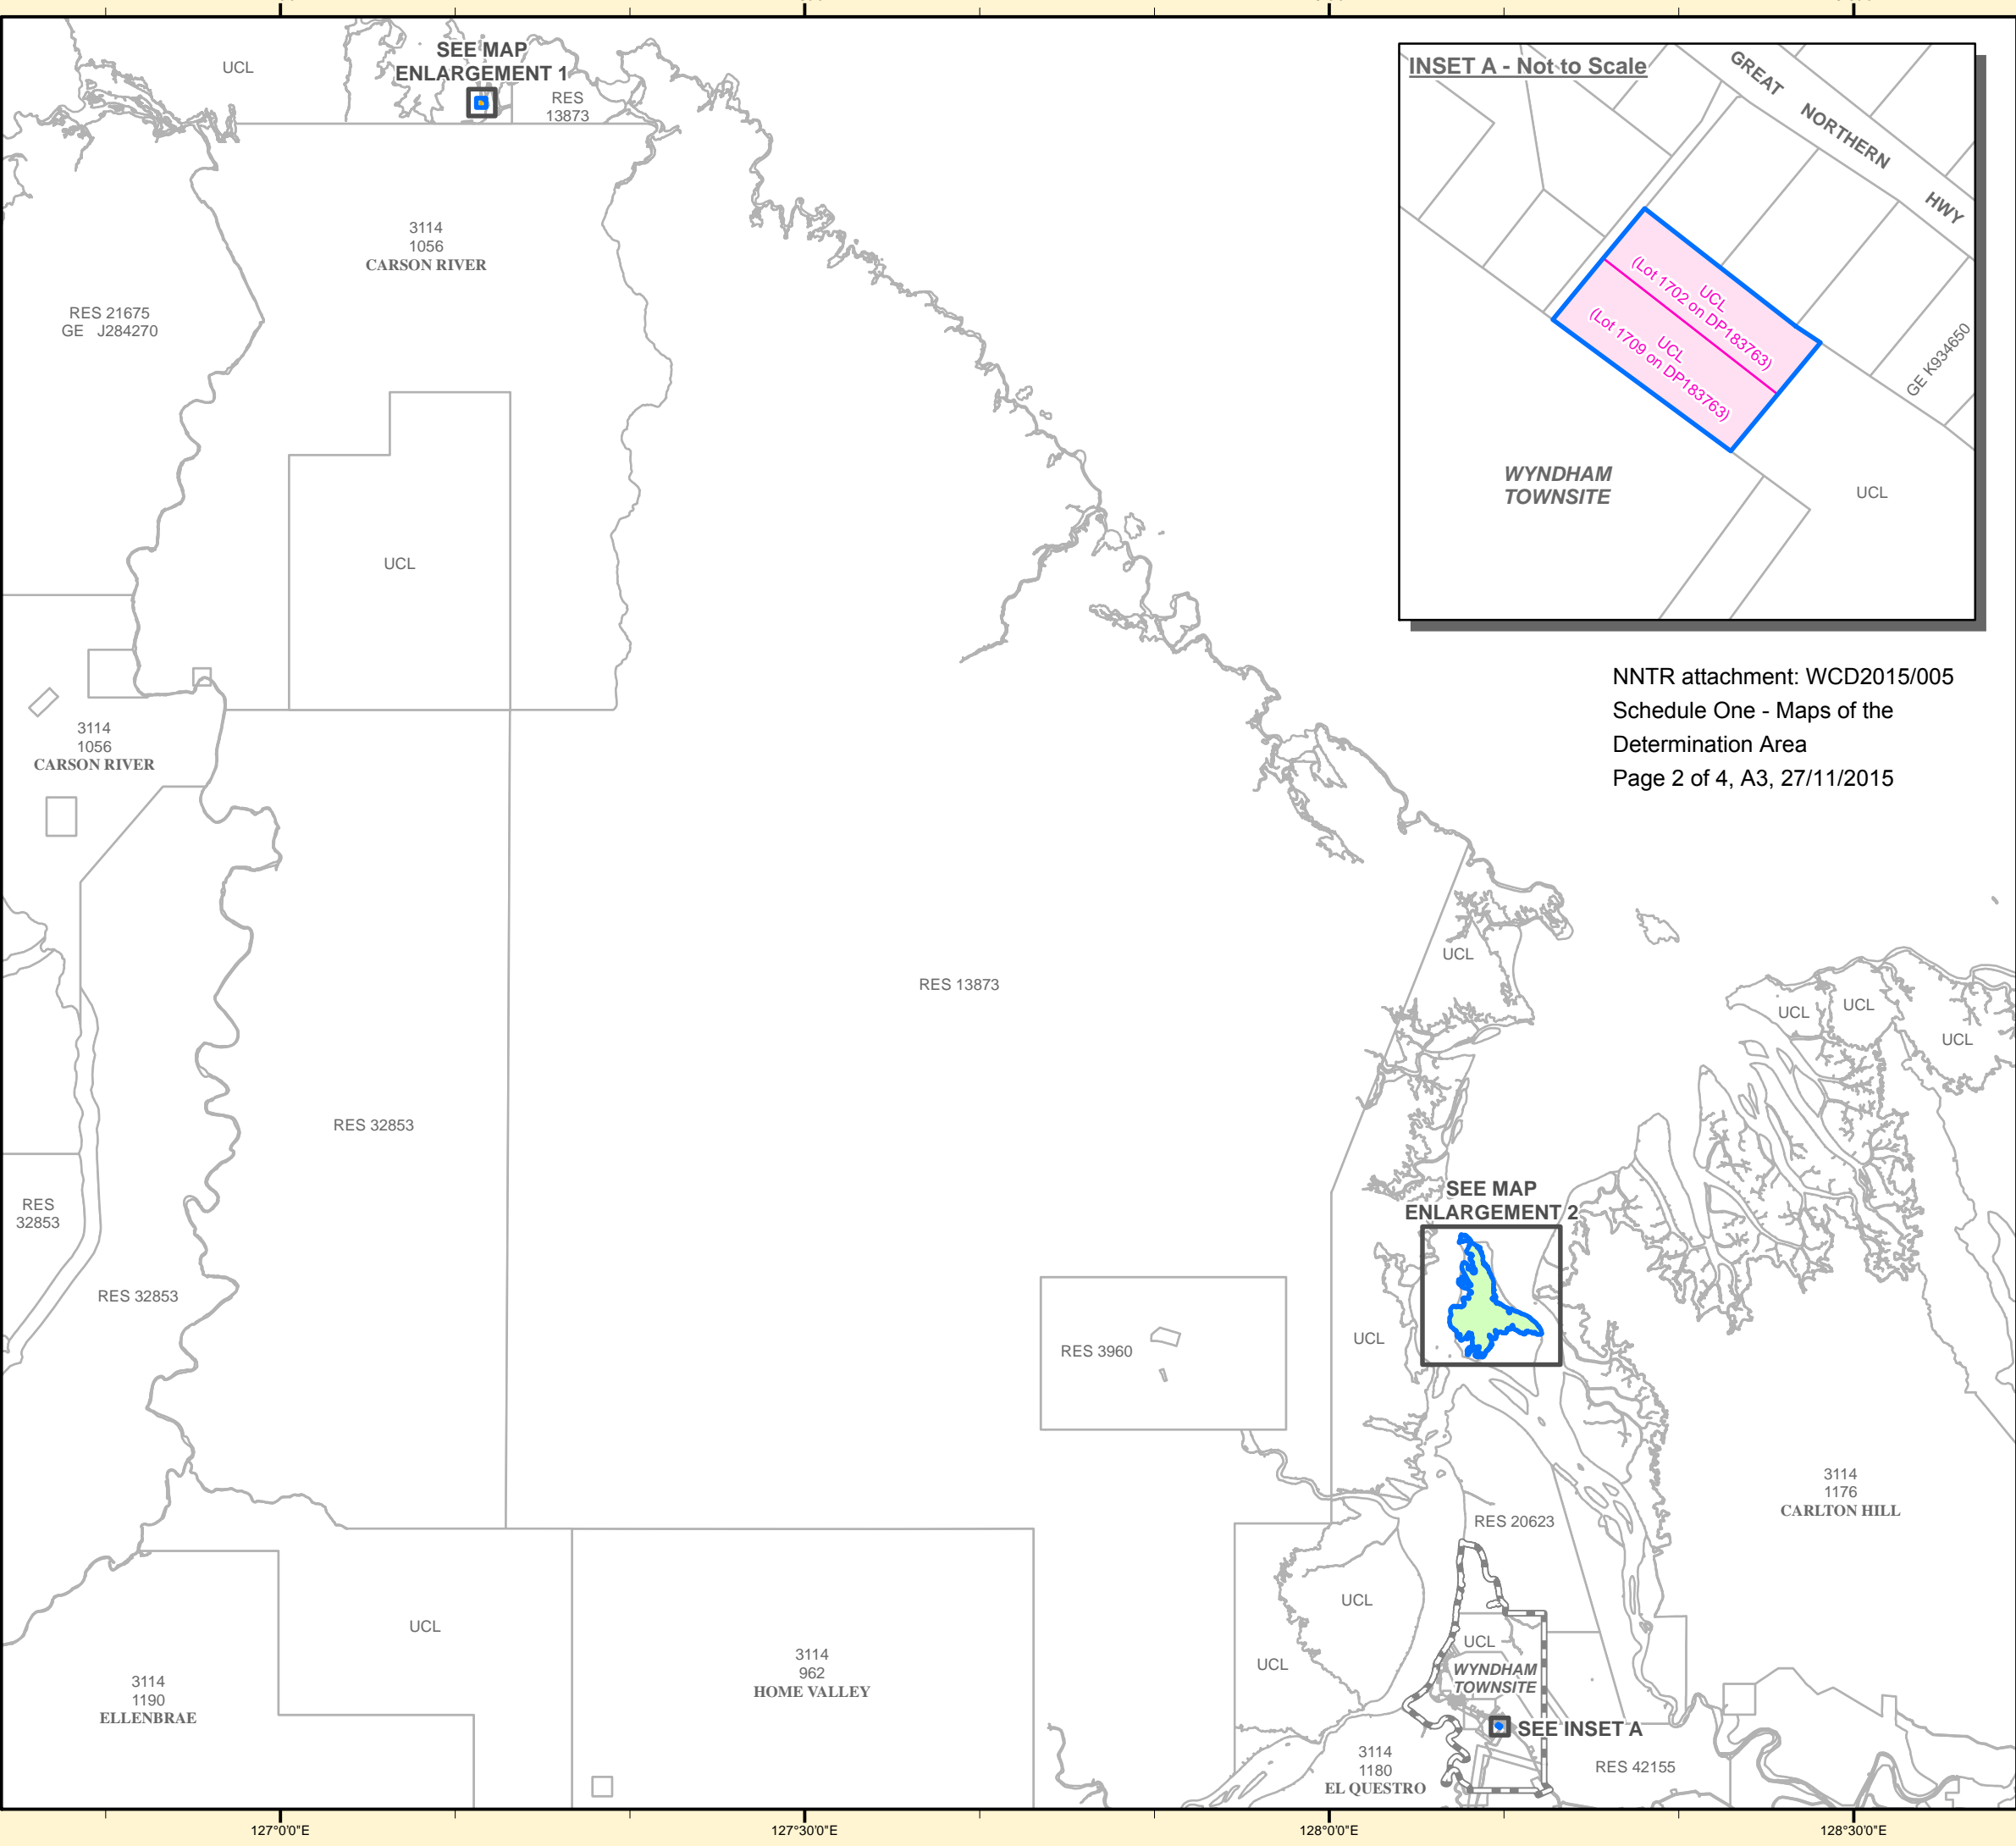 UCL
SEE MAP
ENLARGEMENT 1
RES
13873
INSET A - Not to Scale
GREAT NORTHERN HWY
UCL
(Lot 1702 on DP183763)
UCL
(Lot 1709 on DP183763)
GE K934650
WYNDHAM
TOWNSITE
UCL
3114
1056
CARSON RIVER
RES 21675
GE J284270
UCL
NNTR attachment: WCD2015/005
Schedule One - Maps of the
Determination Area
Page 2 of 4, A3, 27/11/2015
3114
1056
CARSON RIVER
UCL
RES 13873
UCL
UCL
UCL
RES 32853
SEE MAP
ENLARGEMENT 2
RES
32853
RES 32853
UCL
RES 3960
3114
1176
CARLTON HILL
RES 20623
UCL
UCL
UCL
UCL
WYNDHAM
TOWNSITE
3114
962
HOME VALLEY
3114
1190
ELLENBRAE
SEE INSET A
3114
1180
EL QUESTRO
RES 42155
127°0'0"E
127°30'0"E
128°0'0"E
128°30'0"E